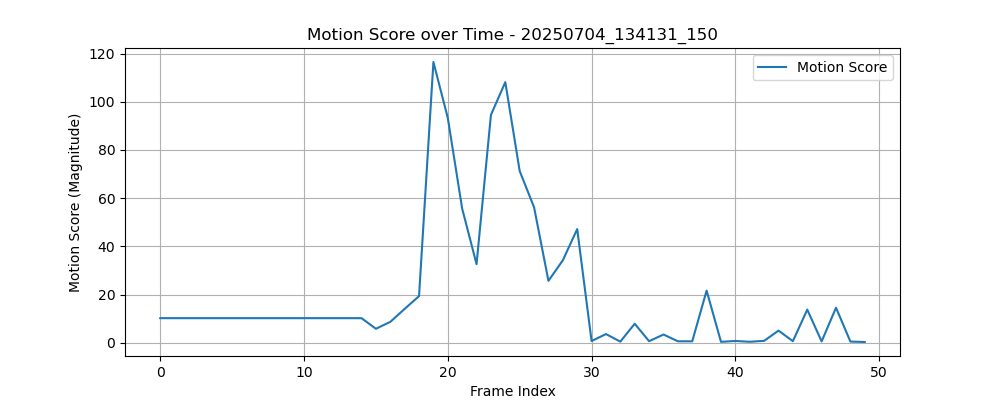 Motion Score over Time - 20250704_134131_150
Motion Score
Motion Score (Magnitude)
120
100
80
60
40
20
0
0 10 20 30 40 50
Frame Index